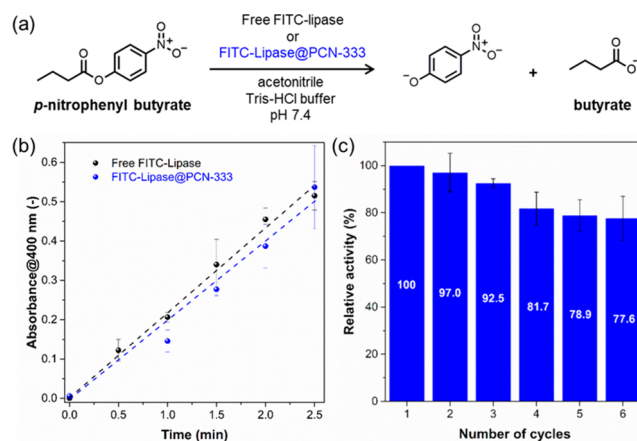 (a)
Free FITC-lipase
or
FITC-Lipase@PCN-333
acetonitrile
Tris-HCl buffer
pH 7.4
O
O
N⁺
O
O⁻
p-nitrophenyl butyrate
⁻O
N⁺
O
O⁻
+
O
O⁻
butyrate
(b)
Free FITC-Lipase
FITC-Lipase@PCN-333
Absorbance@400 nm (-)
0.6
0.5
0.4
0.3
0.2
0.1
0.0
0.0 0.5 1.0 1.5 2.0 2.5
Time (min)
(c)
Relative activity (%)
100
80
60
40
20
0
100 97.0 92.5 81.7 78.9 77.6
1 2 3 4 5 6
Number of cycles